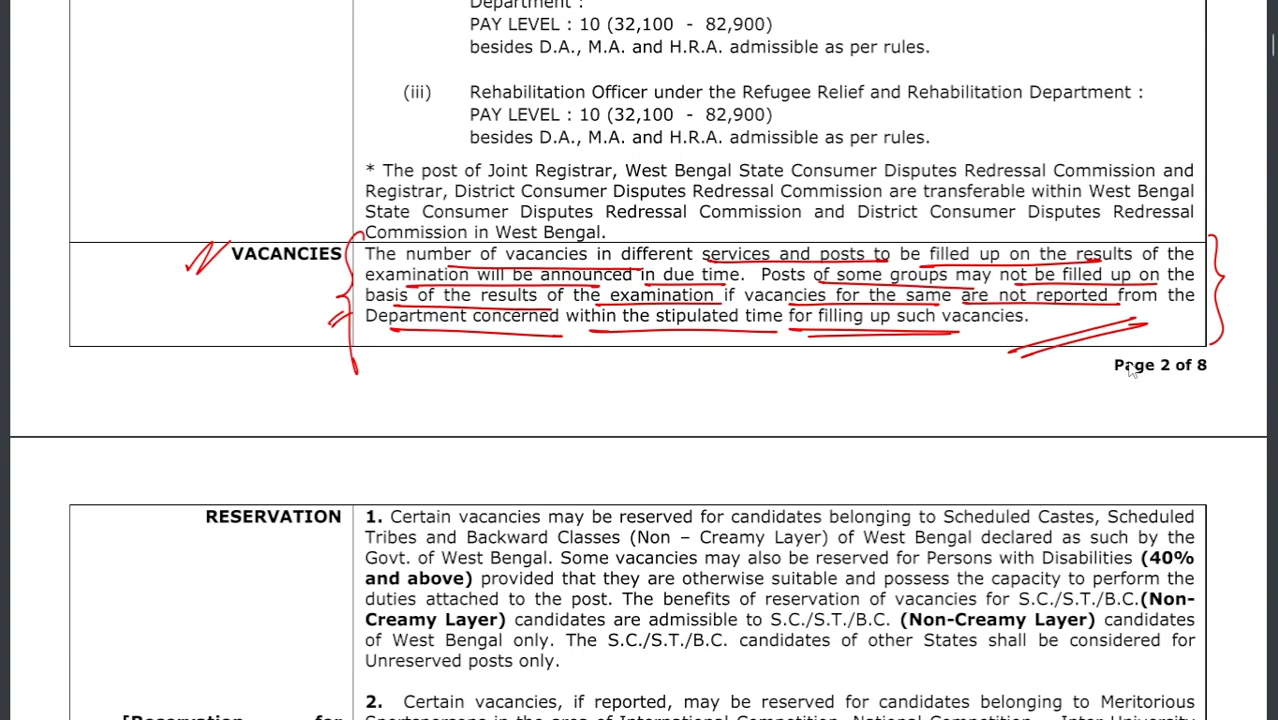 Department :
PAY LEVEL : 10 (32,100 - 82,900)
besides D.A., M.A. and H.R.A. admissible as per rules.
(iii) Rehabilitation Officer under the Refugee Relief and Rehabilitation Department :
PAY LEVEL : 10 (32,100 - 82,900)
besides D.A., M.A. and H.R.A. admissible as per rules.
* The post of Joint Registrar, West Bengal State Consumer Disputes Redressal Commission and
Registrar, District Consumer Disputes Redressal Commission are transferable within West Bengal
State Consumer Disputes Redressal Commission and District Consumer Disputes Redressal
Commission in West Bengal.
VACANCIES
The number of vacancies in different services and posts to be filled up on the results of the
examination will be announced in due time. Posts of some groups may not be filled up on the
basis of the results of the examination if vacancies for the same are not reported from the
Department concerned within the stipulated time for filling up such vacancies.
Page 2 of 8
RESERVATION
1. Certain vacancies may be reserved for candidates belonging to Scheduled Castes, Scheduled
Tribes and Backward Classes (Non – Creamy Layer) of West Bengal declared as such by the
Govt. of West Bengal. Some vacancies may also be reserved for Persons with Disabilities (40%
and above) provided that they are otherwise suitable and possess the capacity to perform the
duties attached to the post. The benefits of reservation of vacancies for S.C./S.T./B.C.(Non-
Creamy Layer) candidates are admissible to S.C./S.T./B.C. (Non-Creamy Layer) candidates
of West Bengal only. The S.C./S.T./B.C. candidates of other States shall be considered for
Unreserved posts only.
2. Certain vacancies, if reported, may be reserved for candidates belonging to Meritorious
[Reservation for
Sportspersons in the area of International Competition, National Competition, Inter-University